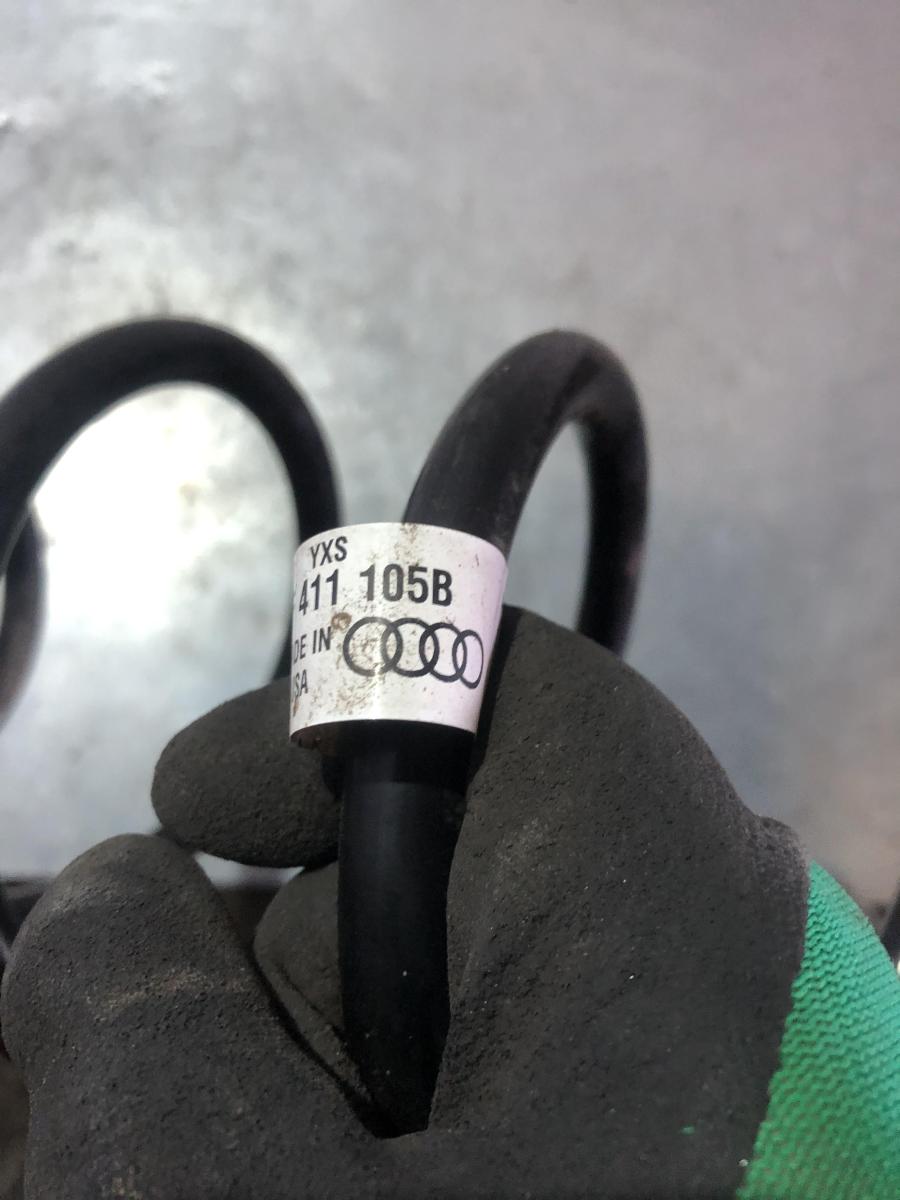 YXS
411 105B
DE IN
SA